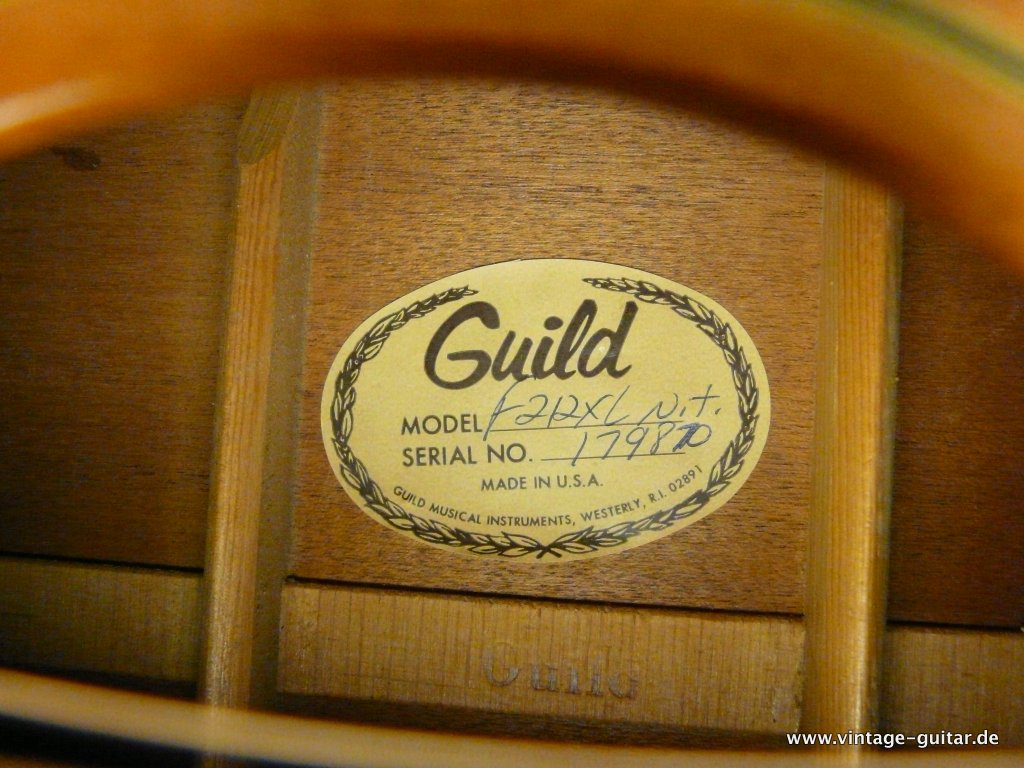 Guild
MODEL F212XL N.t.
SERIAL NO. 179870
MADE IN U.S.A.
GUILD MUSICAL INSTRUMENTS, WESTERLY, R.I. 02891
Guild
www.vintage-guitar.de